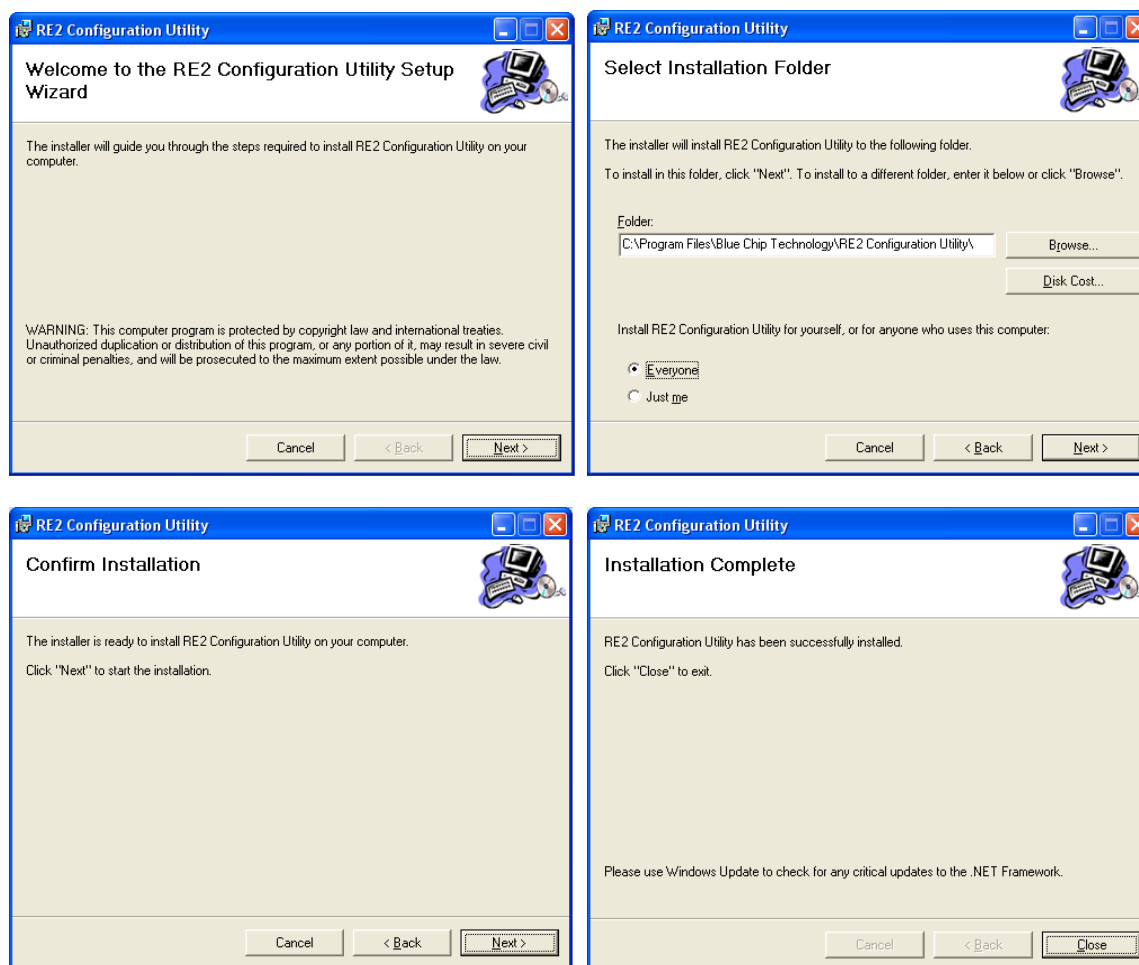 RE2 Configuration Utility
Welcome to the RE2 Configuration Utility Setup
Wizard
The installer will guide you through the steps required to install RE2 Configuration Utility on your
computer.
WARNING: This computer program is protected by copyright law and international treaties.
Unauthorized duplication or distribution of this program, or any portion of it, may result in severe civil
or criminal penalties, and will be prosecuted to the maximum extent possible under the law.
Cancel
< Back
Next >
RE2 Configuration Utility
Select Installation Folder
The installer will install RE2 Configuration Utility to the following folder.
To install in this folder, click "Next". To install to a different folder, enter it below or click "Browse".
Folder:
C:\Program Files\Blue Chip Technology\RE2 Configuration Utility\
Browse...
Disk Cost...
Install RE2 Configuration Utility for yourself, or for anyone who uses this computer:
Everyone
Just me
Cancel
< Back
Next >
RE2 Configuration Utility
Confirm Installation
The installer is ready to install RE2 Configuration Utility on your computer.
Click "Next" to start the installation.
Cancel
< Back
Next >
RE2 Configuration Utility
Installation Complete
RE2 Configuration Utility has been successfully installed.
Click "Close" to exit.
Please use Windows Update to check for any critical updates to the .NET Framework.
Cancel
< Back
Close